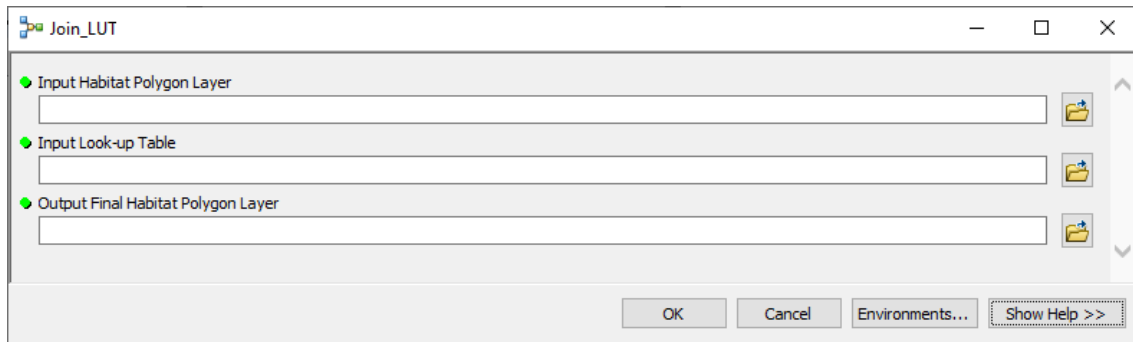 Join_LUT
Input Habitat Polygon Layer
Input Look-up Table
Output Final Habitat Polygon Layer
OK Cancel Environments... Show Help >>